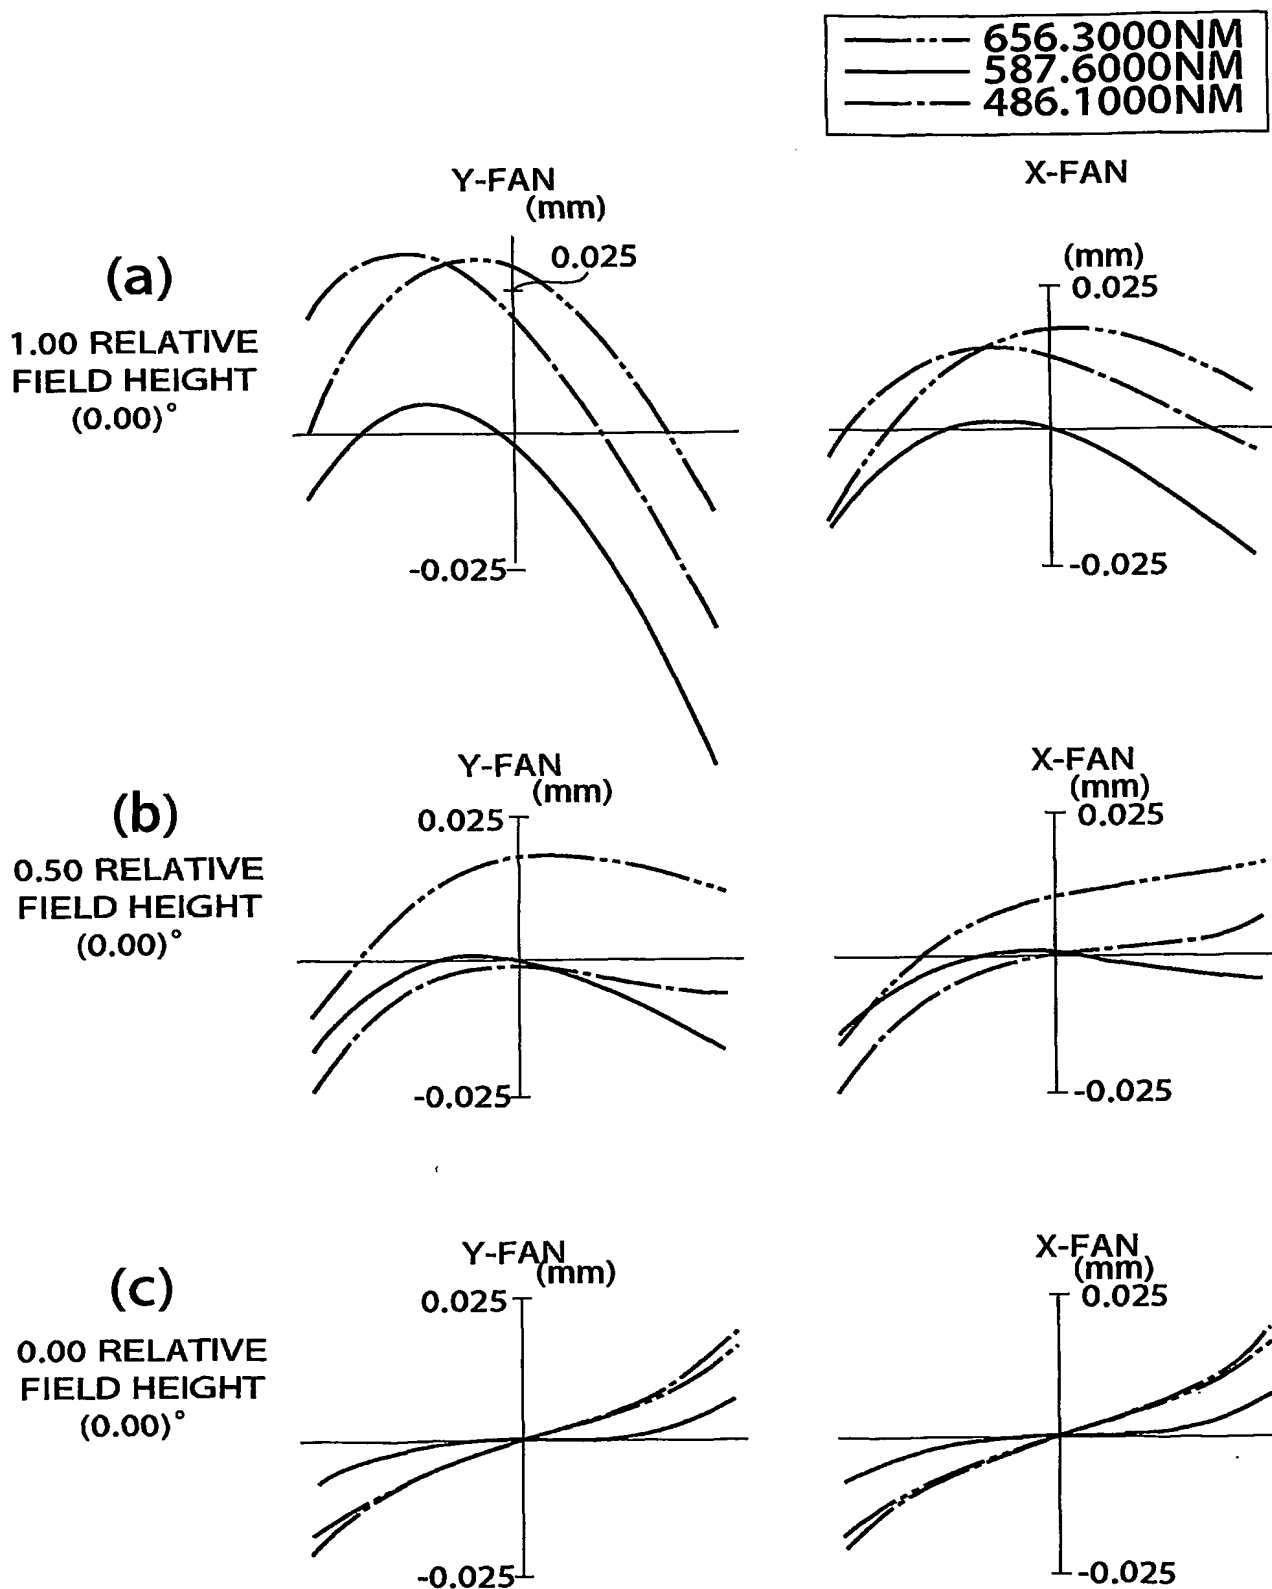 656.3000NM
587.6000NM
486.1000NM
Y-FAN
(mm)
X-FAN
(mm)
(a)
1.00 RELATIVE
FIELD HEIGHT
(0.00)°
0.025
-0.025
0.025
-0.025
Y-FAN
(mm)
X-FAN
(mm)
(b)
0.50 RELATIVE
FIELD HEIGHT
(0.00)°
0.025
-0.025
0.025
-0.025
Y-FAN
(mm)
X-FAN
(mm)
(c)
0.00 RELATIVE
FIELD HEIGHT
(0.00)°
0.025
-0.025
0.025
-0.025